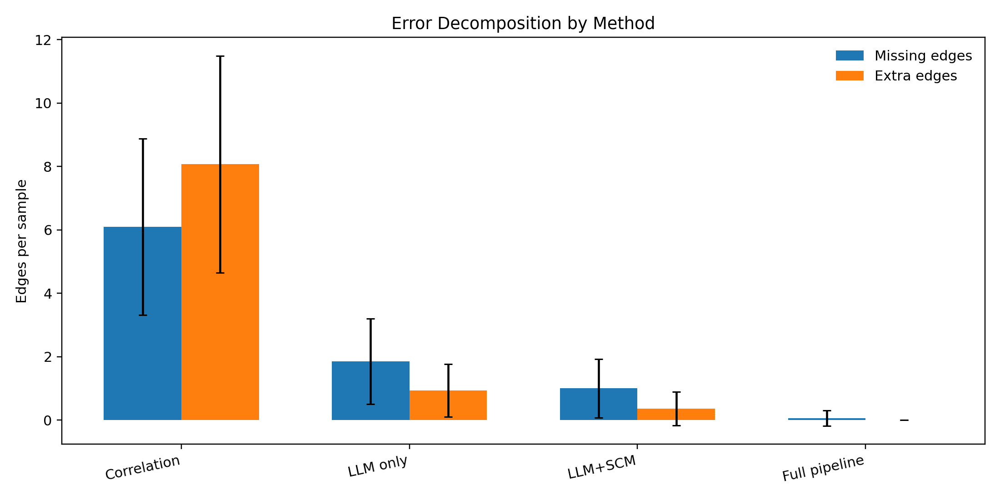 Error Decomposition by Method
Missing edges
Extra edges
Edges per sample
12
10
8
6
4
2
0
Correlation
LLM only
LLM+SCM
Full pipeline